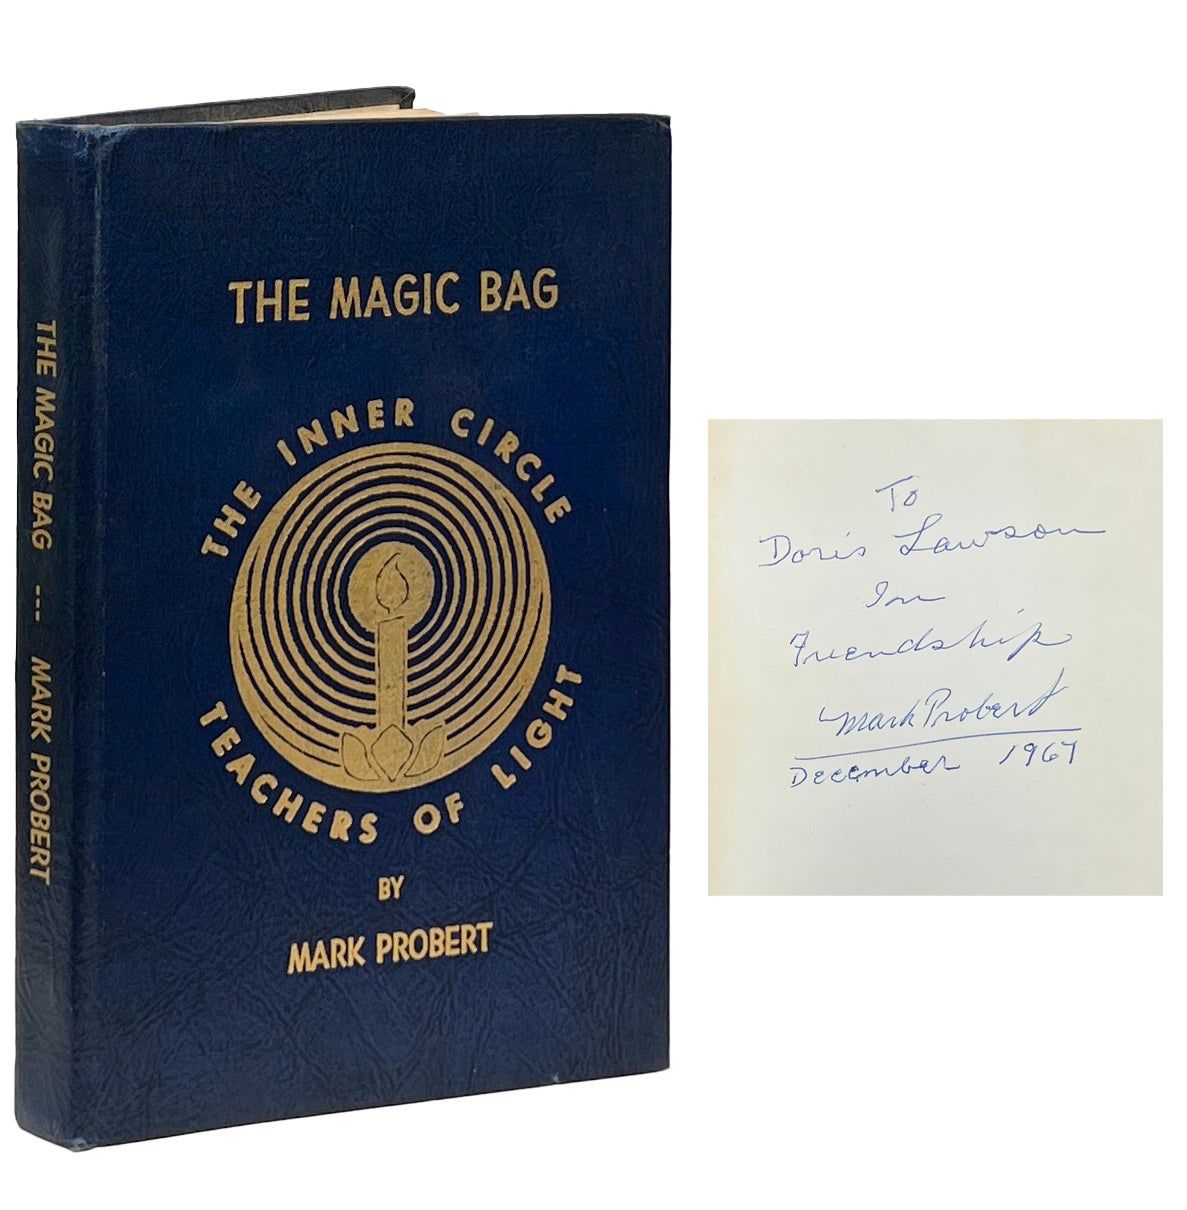 THE MAGIC BAG --- MARK PROBERT
THE MAGIC BAG
THE INNER CIRCLE
TEACHERS OF LIGHT
BY
MARK PROBERT
To
Doris Lawson
In
Friendship
Mark Probert
December 1967